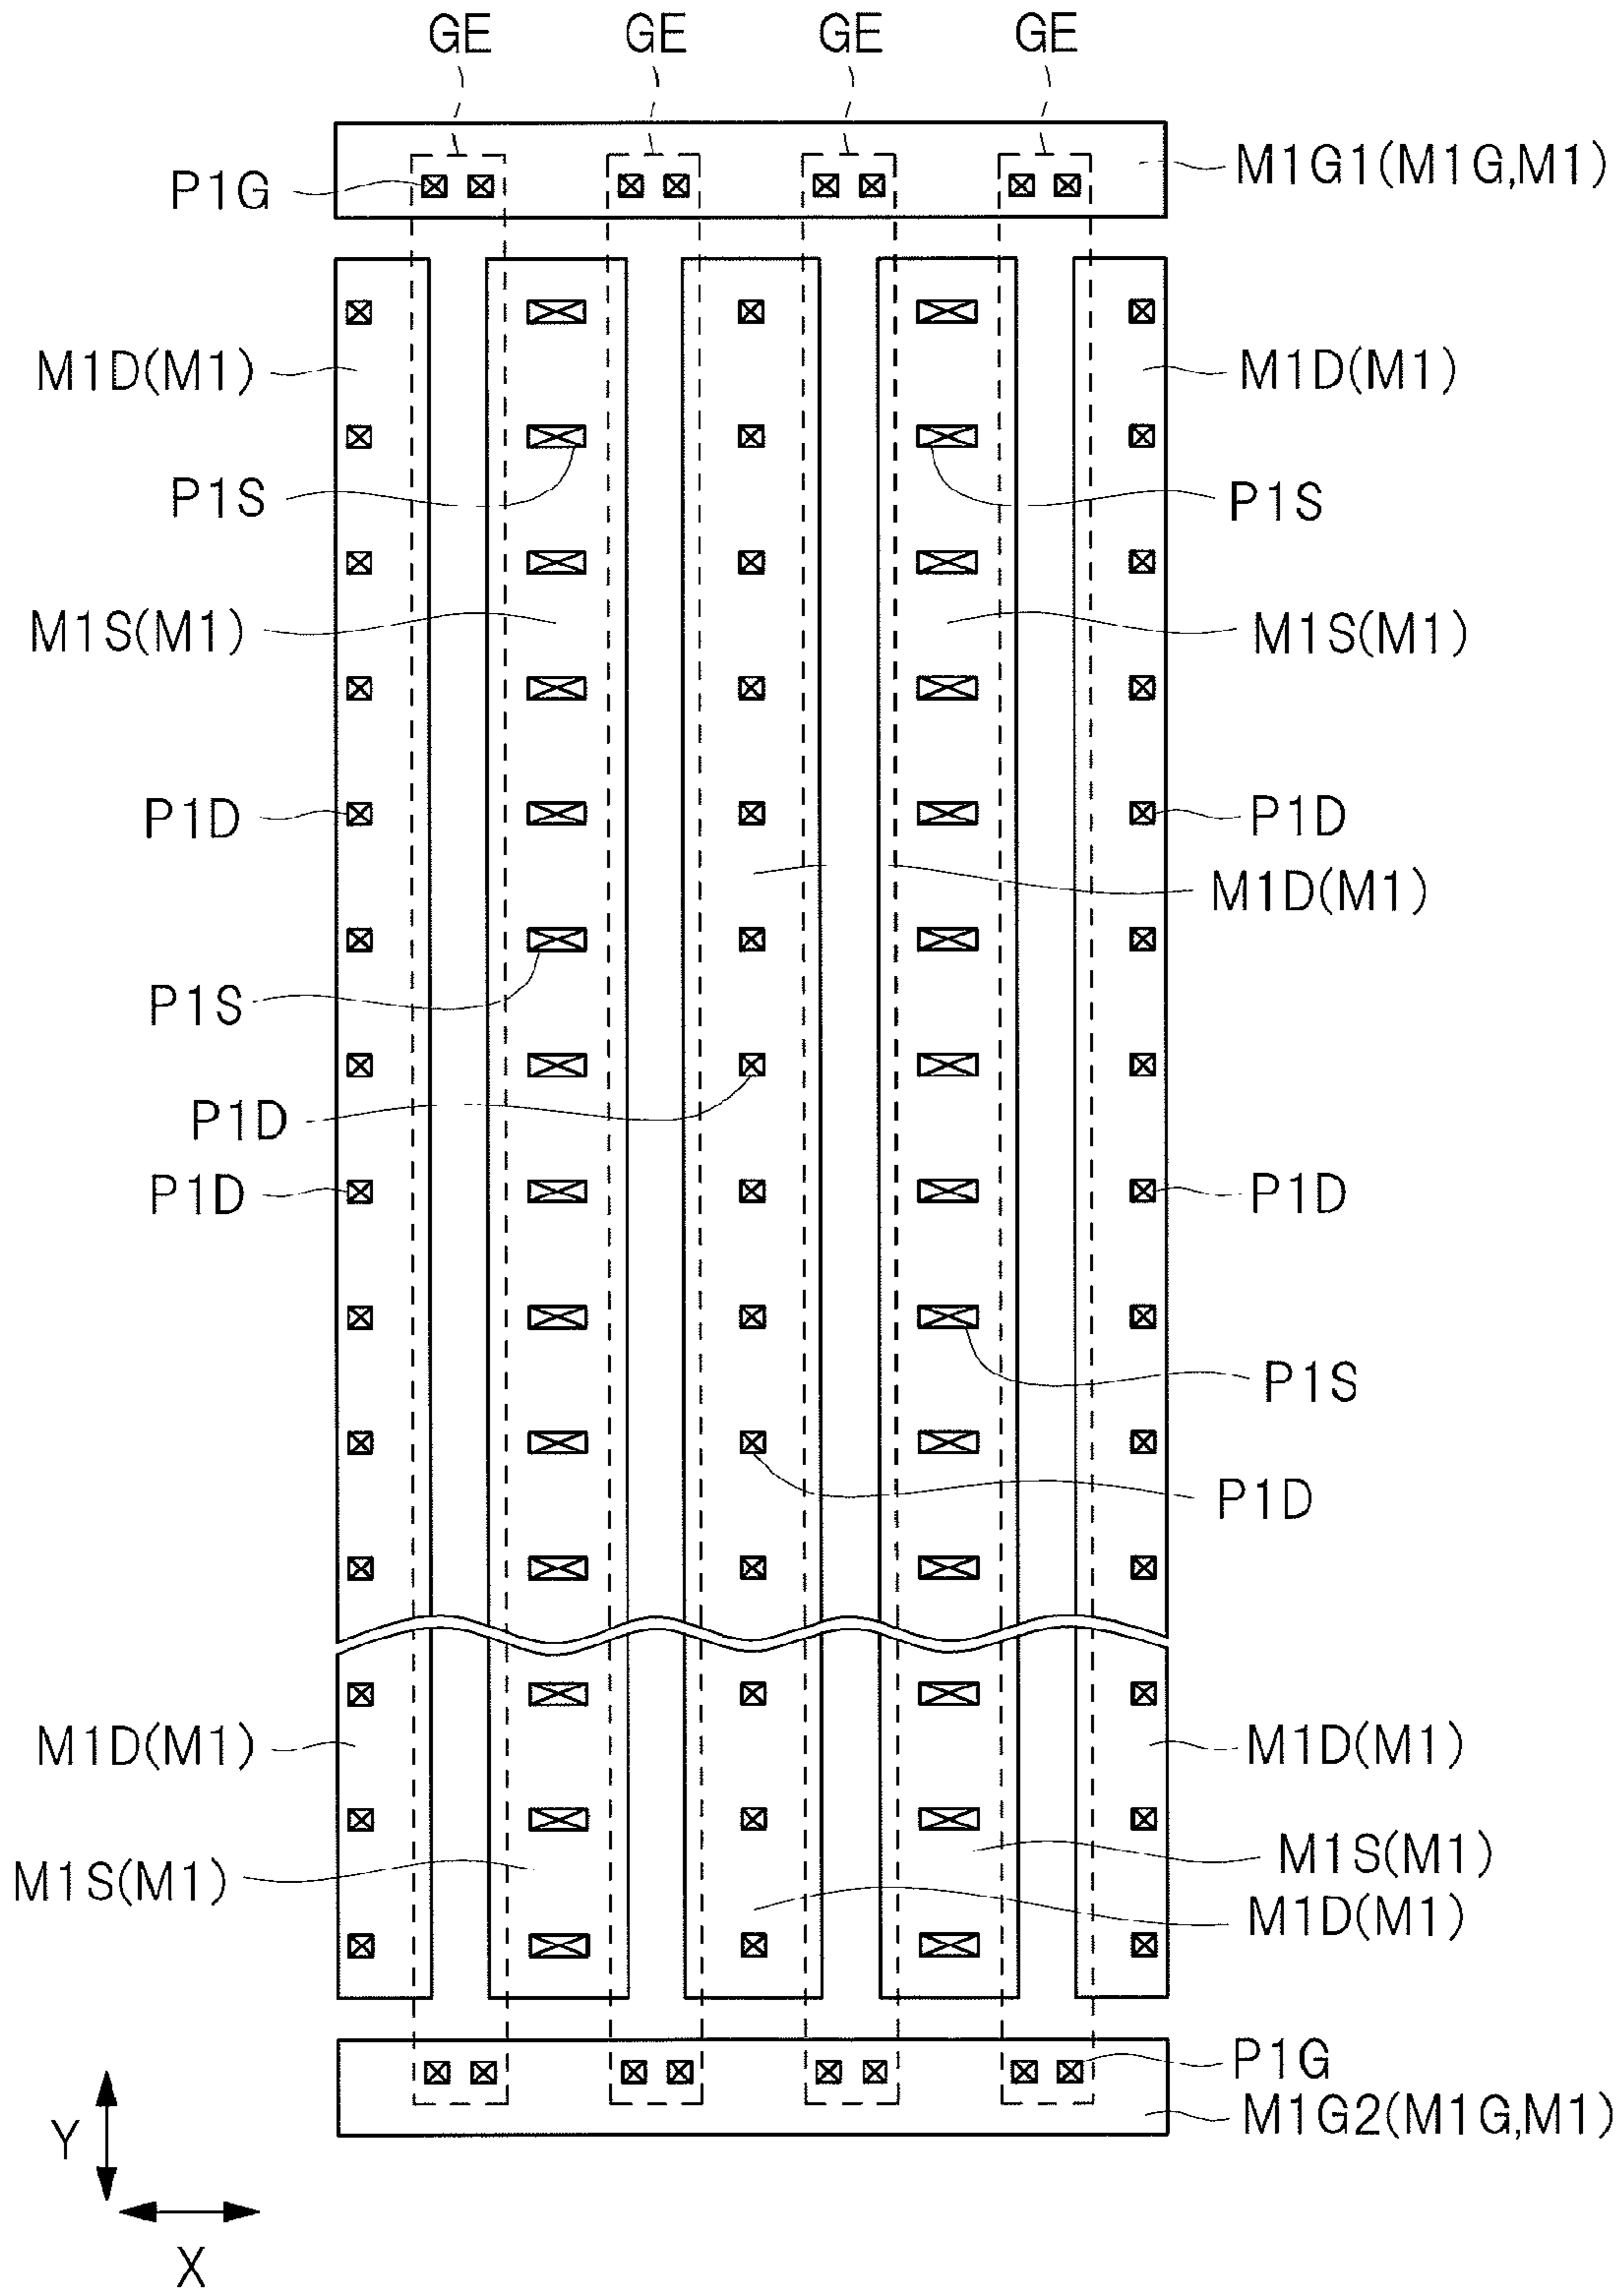 GE GE GE GE
P1G M1G1(M1G,M1)
M1D(M1) M1D(M1)
P1S P1S
M1S(M1) M1S(M1)
P1D P1D
M1D(M1)
P1S
P1D
P1D P1D
P1S
P1D
M1D(M1) M1D(M1)
M1S(M1) M1S(M1)
M1D(M1)
P1G
M1G2(M1G,M1)
Y
X